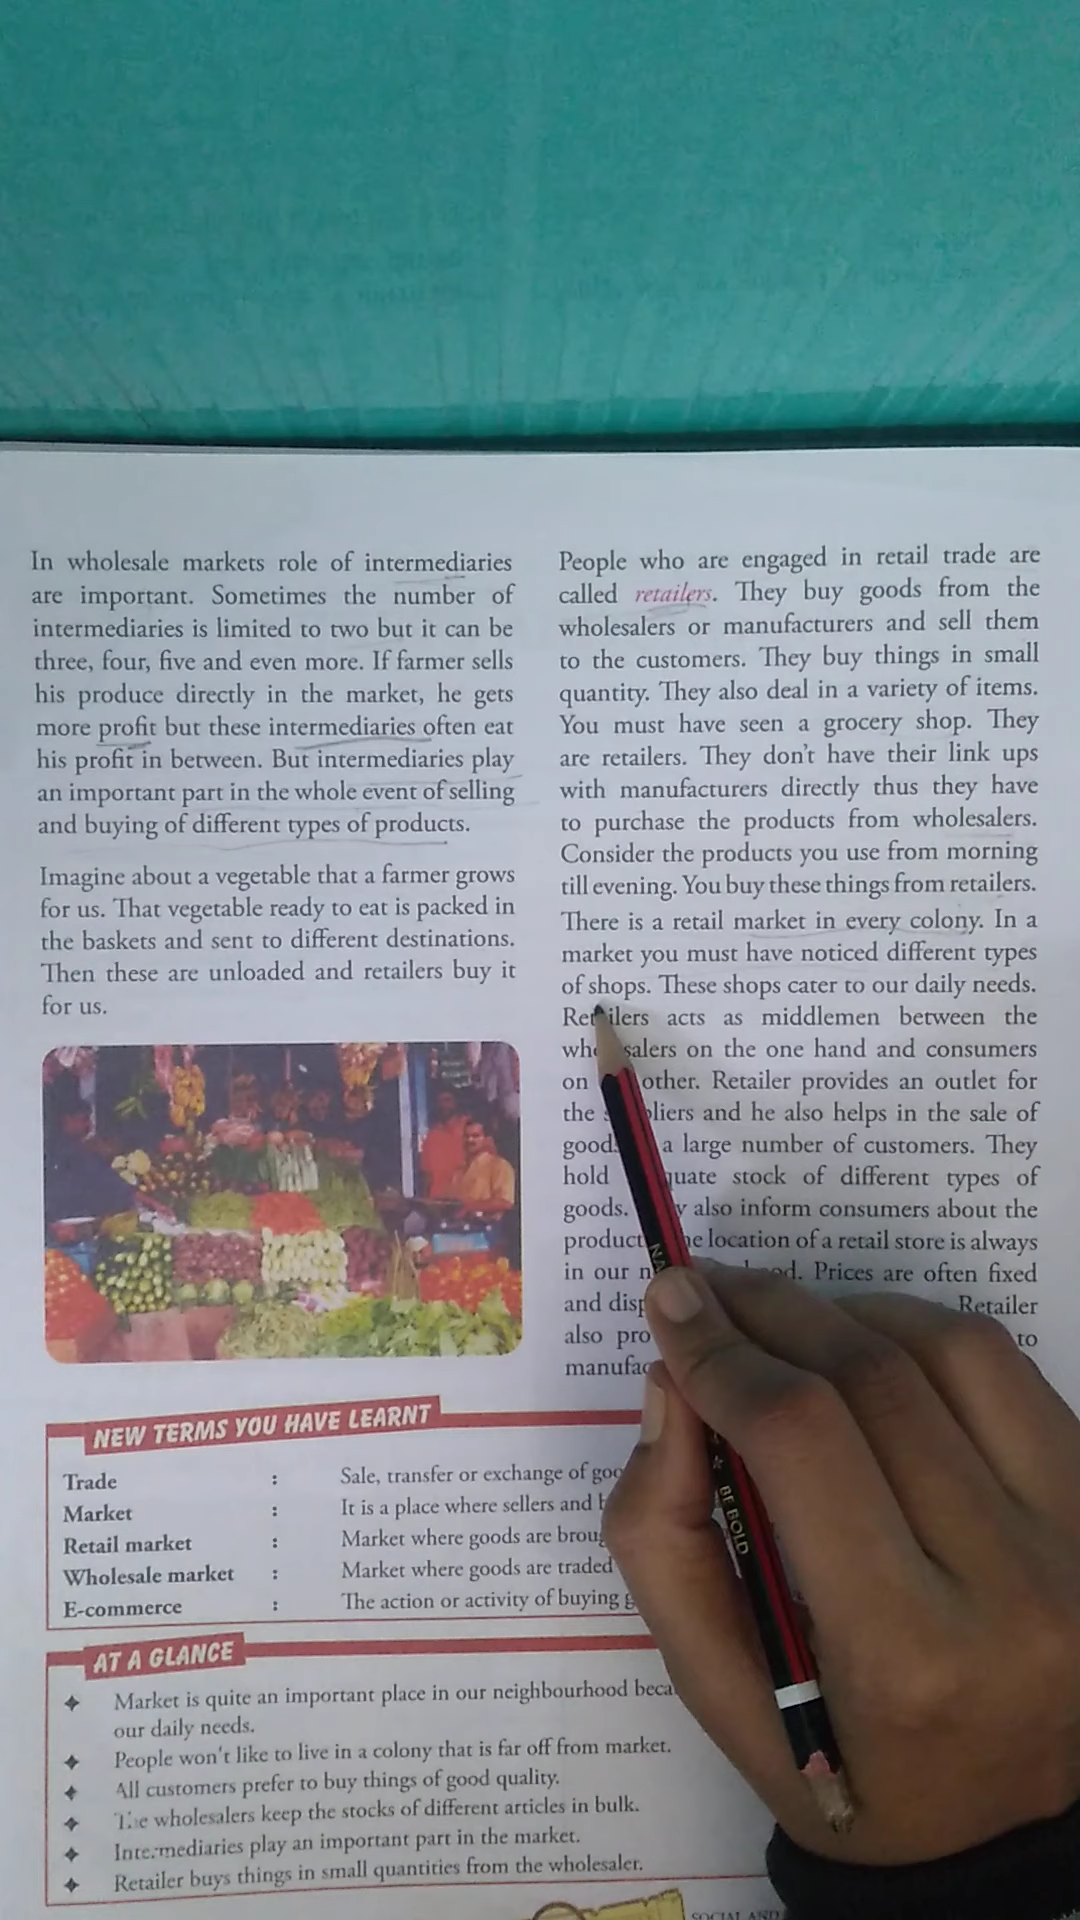 In wholesale markets role of intermediaries
are important. Sometimes the number of
intermediaries is limited to two but it can be
three, four, five and even more. If farmer sells
his produce directly in the market, he gets
more profit but these intermediaries often eat
his profit in between. But intermediaries play
an important part in the whole event of selling
and buying of different types of products.
Imagine about a vegetable that a farmer grows
for us. That vegetable ready to eat is packed in
the baskets and sent to different destinations.
Then these are unloaded and retailers buy it
for us.
People who are engaged in retail trade are
called retailers. They buy goods from the
wholesalers or manufacturers and sell them
to the customers. They buy things in small
quantity. They also deal in a variety of items.
You must have seen a grocery shop. They
are retailers. They don't have their link ups
with manufacturers directly thus they have
to purchase the products from wholesalers.
Consider the products you use from morning
till evening. You buy these things from retailers.
There is a retail market in every colony. In a
market you must have noticed different types
of shops. These shops cater to our daily needs.
Retailers acts as middlemen between the
on other. Retailer provides an outlet for
the and he also helps in the sale of
a large number of customers. They
hold stock of different types of
goods. also inform consumers about the
location of a retail store is always
in our Prices are often fixed
and Retailer
also to
NEW TERMS YOU HAVE LEARNT
Trade : Sale, transfer or exchange of
Market : It is a place where sellers and
Retail market : Market where goods are
Wholesale market : Market where goods are traded
E-commerce : The action or activity of buying
AT A GLANCE
Market is quite an important place in our neighbourhood
our daily needs.
People won't like to live in a colony that is far off from market.
All customers prefer to buy things of good quality.
The wholesalers keep the stocks of different articles in bulk.
Intermediaries play an important part in the market.
Retailer buys things in small quantities from the wholesaler.
SOCIAL AND
BE BOLD